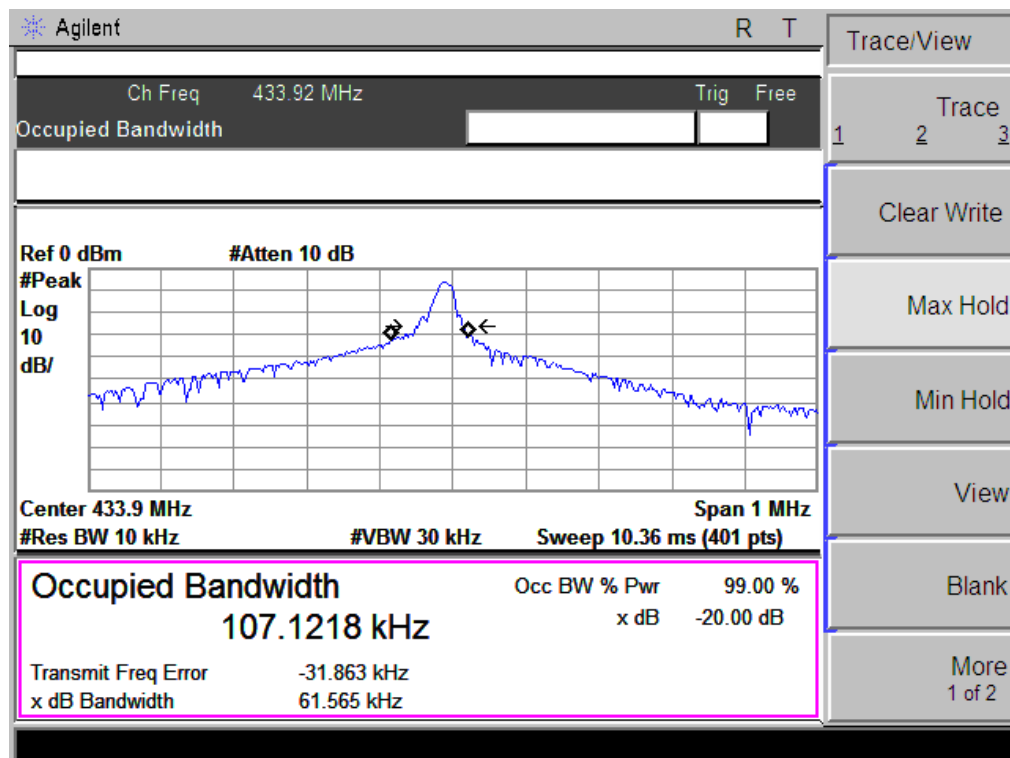 Agilent R T
Trace/View
Ch Freq 433.92 MHz Trig Free
Occupied Bandwidth
Trace
1 2 3
Clear Write
Max Hold
Min Hold
View
Blank
More
1 of 2
Ref 0 dBm #Atten 10 dB
#Peak
Log
10
dB/
Center 433.9 MHz Span 1 MHz
#Res BW 10 kHz #VBW 30 kHz Sweep 10.36 ms (401 pts)
Occupied Bandwidth Occ BW % Pwr 99.00 %
107.1218 kHz x dB -20.00 dB
Transmit Freq Error -31.863 kHz
x dB Bandwidth 61.565 kHz